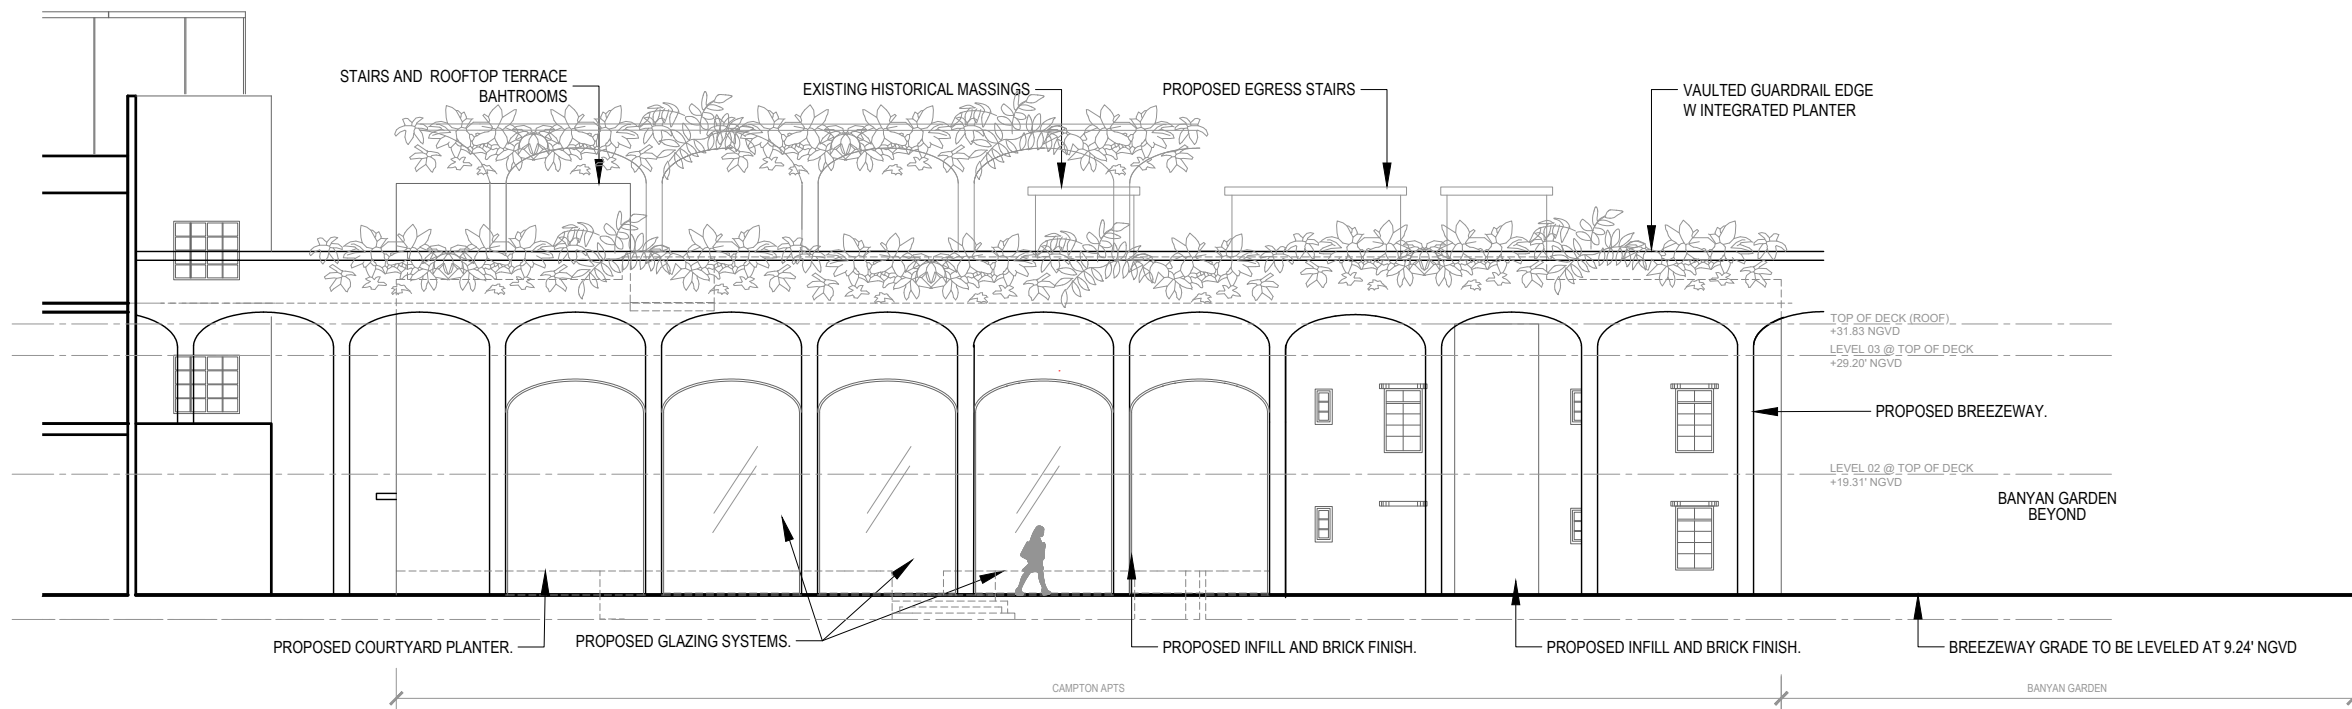 STAIRS AND ROOFTOP TERRACE
BAHTROOMS
EXISTING HISTORICAL MASSINGS
PROPOSED EGRESS STAIRS
VAULTED GUARDRAIL EDGE
W INTEGRATED PLANTER
TOP OF DECK (ROOF)
+31.83 NGVD
LEVEL 03 @ TOP OF DECK
+29.20' NGVD
PROPOSED BREEZEWAY.
LEVEL 02 @ TOP OF DECK
+19.31' NGVD
BANYAN GARDEN
BEYOND
PROPOSED COURTYARD PLANTER.
PROPOSED GLAZING SYSTEMS.
PROPOSED INFILL AND BRICK FINISH.
PROPOSED INFILL AND BRICK FINISH.
BREEZEWAY GRADE TO BE LEVELED AT 9.24' NGVD
CAMPTON APTS
BANYAN GARDEN